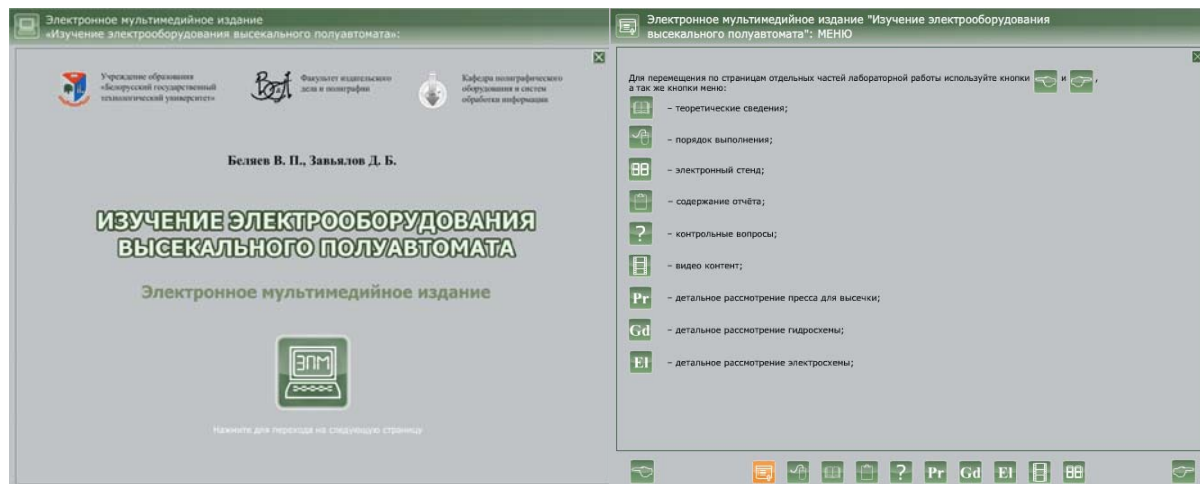 Электронное мультимедийное издание
«Изучение электрооборудования высекального полуавтомата»:
Учреждение образования
«Белорусский государственный
технологический университет»
Факультет издательского
дела и полиграфии
Кафедра полиграфического
оборудования и систем
обработки информации
Беляев В. П., Завьялов Д. Б.
ИЗУЧЕНИЕ ЭЛЕКТРООБОРУДОВАНИЯ
ВЫСЕКАЛЬНОГО ПОЛУАВТОМАТА
Электронное мультимедийное издание
ЭПМ
Нажмите для перехода на следующую страницу
Электронное мультимедийное издание "Изучение электрооборудования
высекального полуавтомата": МЕНЮ
Для перемещения по страницам отдельных частей лабораторной работы используйте кнопки и ,
а так же кнопки меню:
– теоретические сведения;
– порядок выполнения;
– электронный стенд;
– содержание отчёта;
? – контрольные вопросы;
– видео контент;
Pr – детальное рассмотрение пресса для высечки;
Gd – детальное рассмотрение гидросхемы;
El – детальное рассмотрение электросхемы;
? Pr Gd El